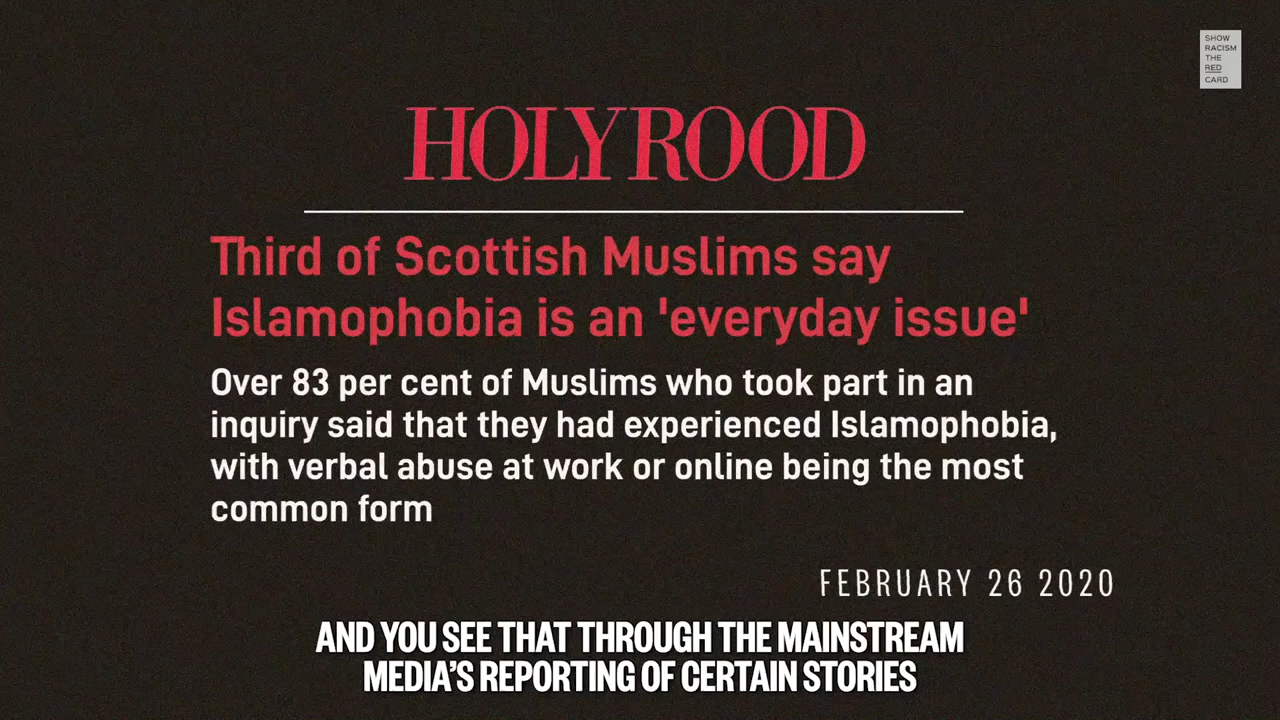 SHOW
RACISM
THE
RED
CARD
HOLYROOD
Third of Scottish Muslims say
Islamophobia is an 'everyday issue'
Over 83 per cent of Muslims who took part in an
inquiry said that they had experienced Islamophobia,
with verbal abuse at work or online being the most
common form
FEBRUARY 26 2020
AND YOU SEE THAT THROUGH THE MAINSTREAM
MEDIA'S REPORTING OF CERTAIN STORIES